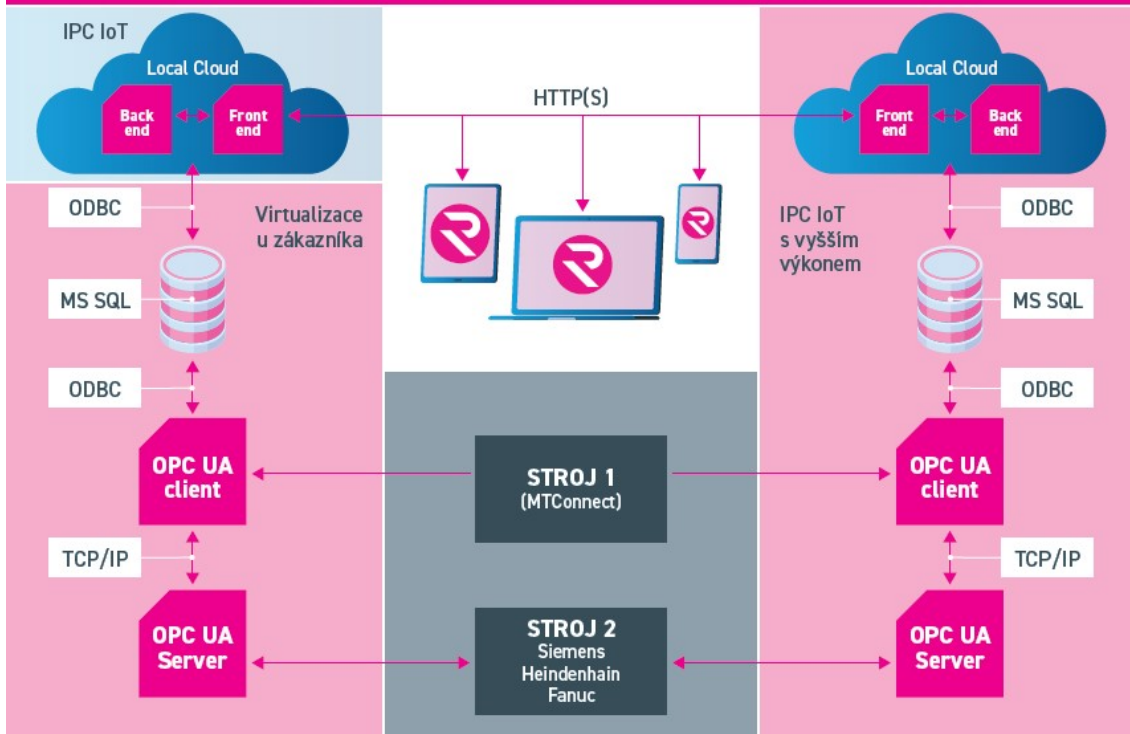 IPC IoT
Local Cloud
Back
end
Front
end
ODBC
Virtualizace
u zákazníka
MS SQL
ODBC
OPC UA
client
TCP/IP
OPC UA
Server
HTTP(S)
STROJ 1
(MTConnect)
STROJ 2
Siemens
Heindenhain
Fanuc
Local Cloud
Front
end
Back
end
IPC IoT
s vyšším
výkonem
ODBC
MS SQL
ODBC
OPC UA
client
TCP/IP
OPC UA
Server